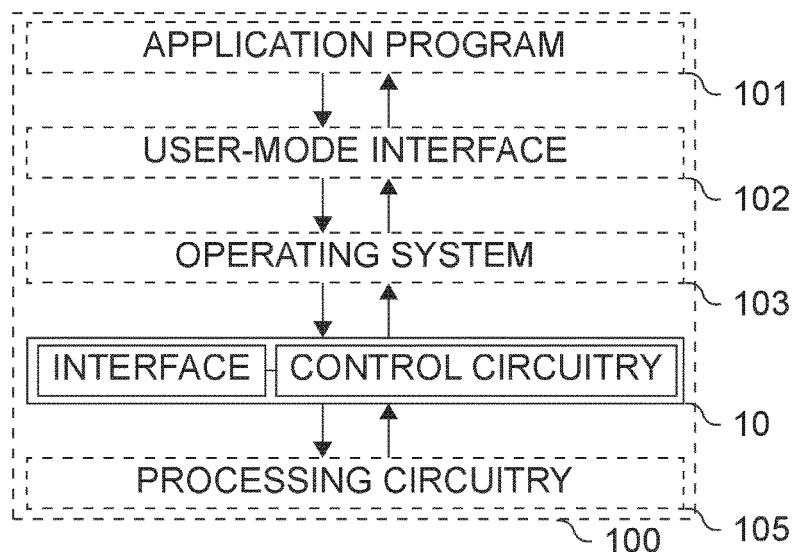 APPLICATION PROGRAM
101
USER-MODE INTERFACE
102
OPERATING SYSTEM
103
INTERFACE CONTROL CIRCUITRY
10
PROCESSING CIRCUITRY
105
100